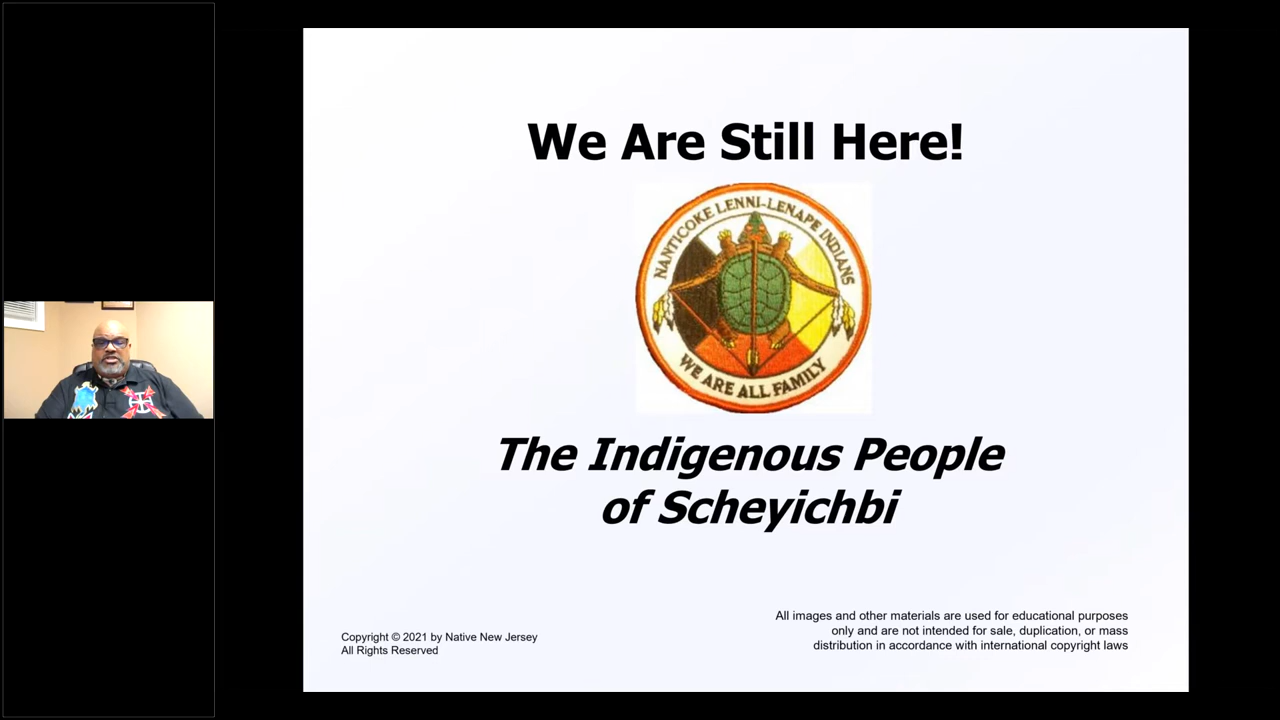 We Are Still Here!
NANTICOKE LENNI-LENAPE INDIANS
WE ARE ALL FAMILY
The Indigenous People
of Scheyichbi
Copyright © 2021 by Native New Jersey
All Rights Reserved
All images and other materials are used for educational purposes
only and are not intended for sale, duplication, or mass
distribution in accordance with international copyright laws